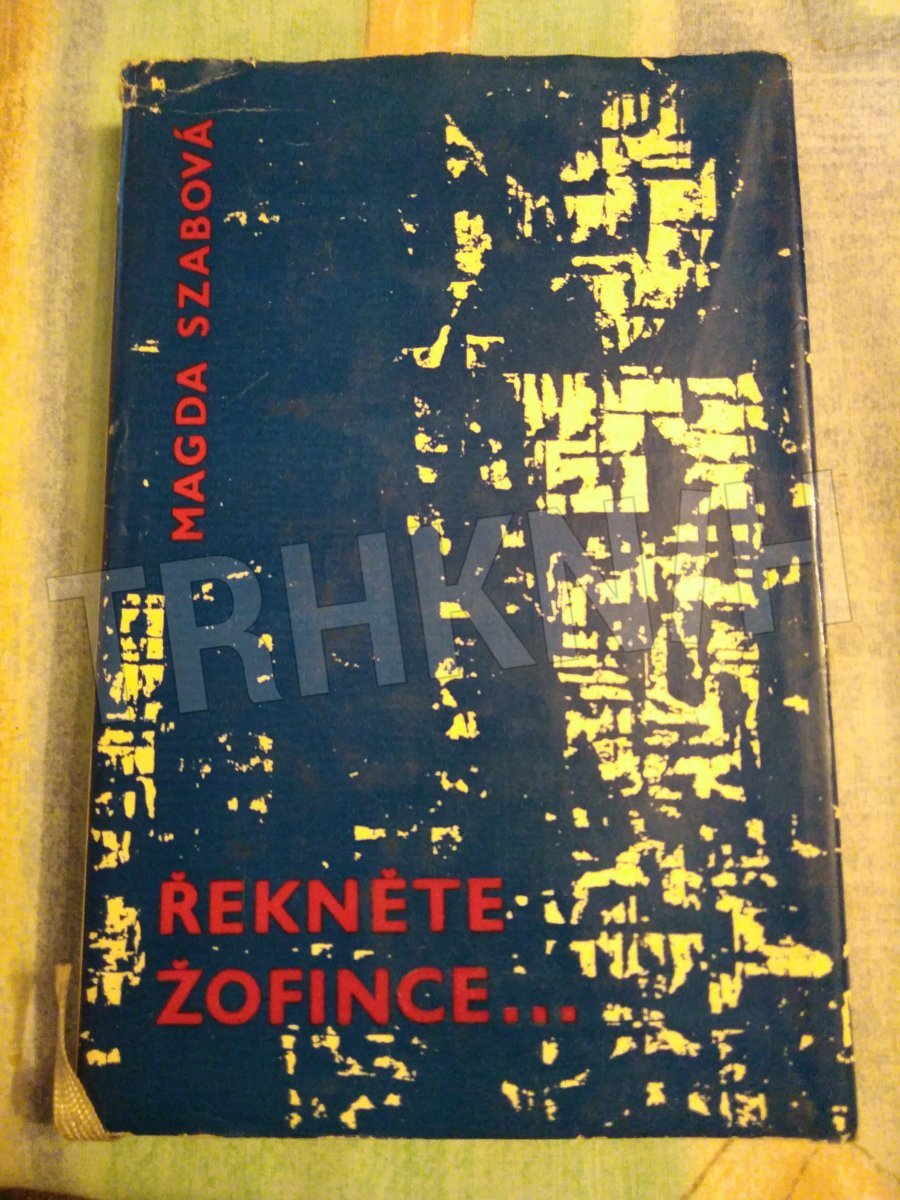 MAGDA SZABOVÁ
ŘEKNĚTE
ŽOFINCE...
TRHKNIH